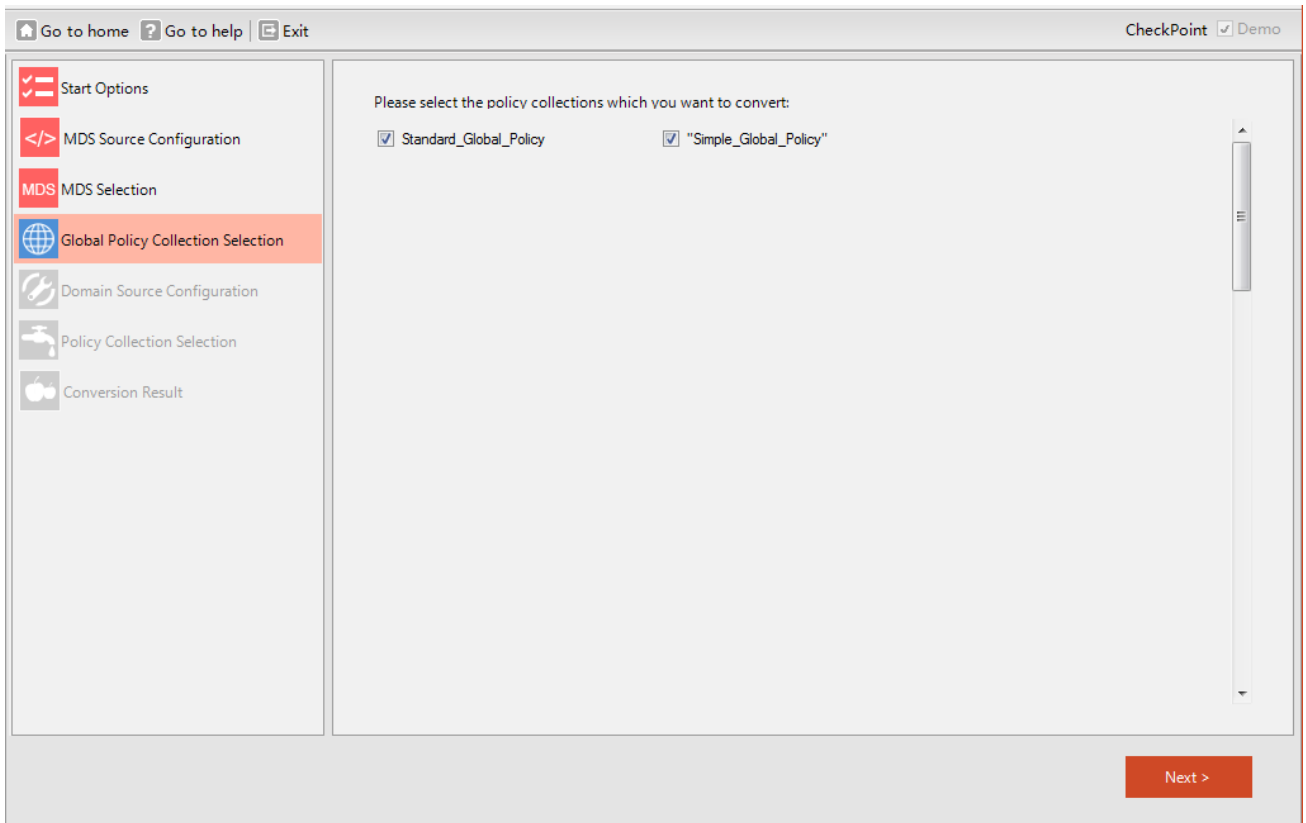 Go to home ? Go to help Exit CheckPoint Demo
Start Options
</> MDS Source Configuration
MDS MDS Selection
Global Policy Collection Selection
Domain Source Configuration
Policy Collection Selection
Conversion Result
Please select the policy collections which you want to convert:
Standard_Global_Policy "Simple_Global_Policy"
Next >